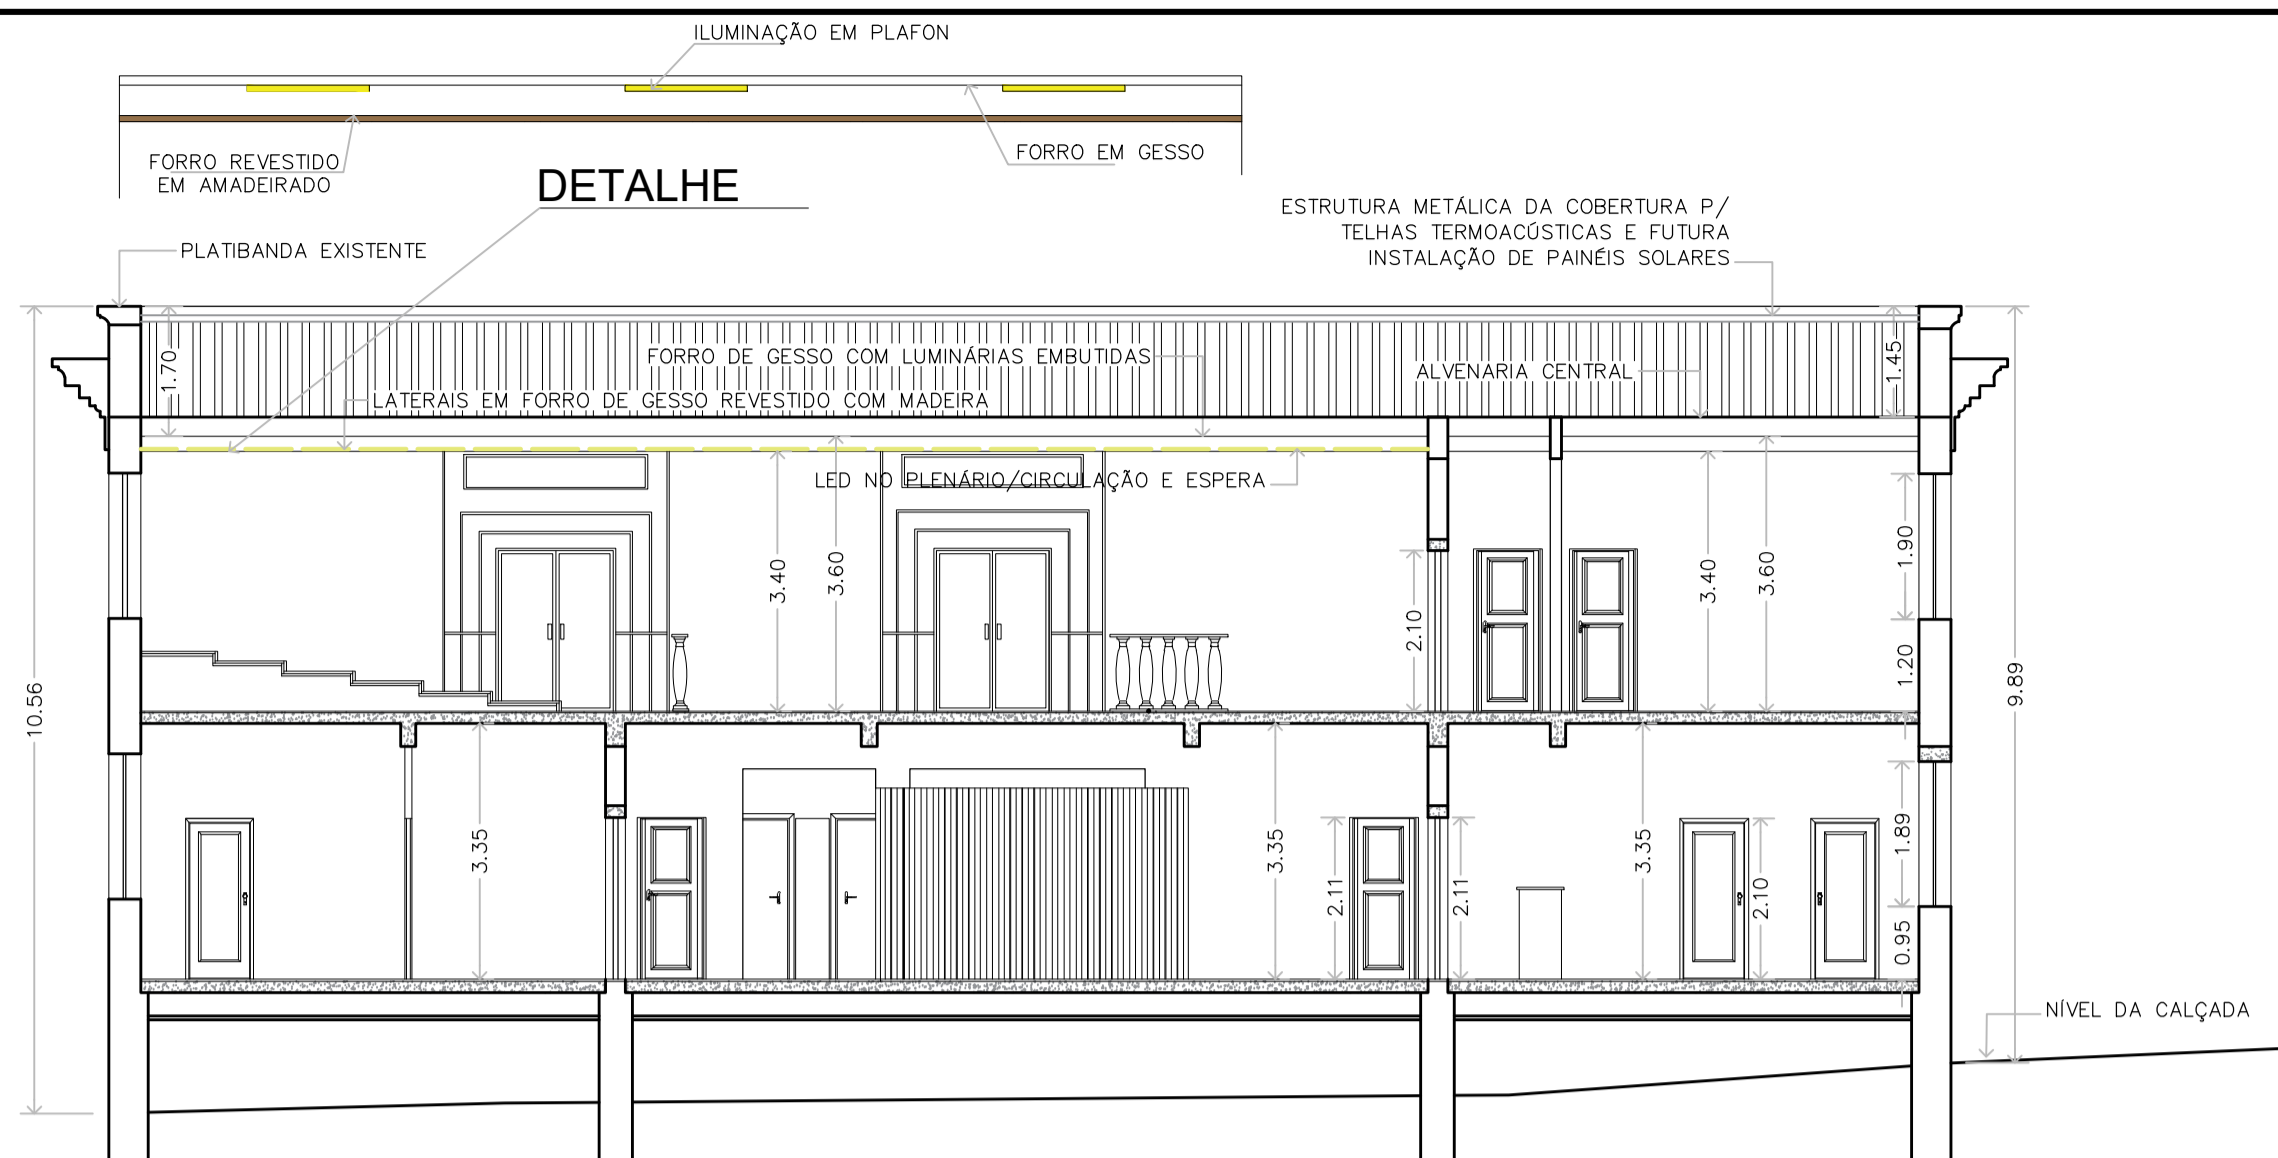 ILUMINAÇÃO EM PLAFON
FORRO REVESTIDO
EM AMADEIRADO
FORRO EM GESSO
DETALHE
PLATIBANDA EXISTENTE
ESTRUTURA METÁLICA DA COBERTURA P/
TELHAS TERMOACÚSTICAS E FUTURA
INSTALAÇÃO DE PAINÉIS SOLARES
1.70
FORRO DE GESSO COM LUMINÁRIAS EMBUTIDAS
ALVENARIA CENTRAL
1.45
LATERAIS EM FORRO DE GESSO REVESTIDO COM MADEIRA
LED NO PLENÁRIO/CIRCULAÇÃO E ESPERA
10.56
3.40
3.60
2.10
3.40
3.60
1.90
1.20
9.89
3.35
3.35
2.11
2.11
3.35
2.10
1.89
0.95
NÍVEL DA CALÇADA